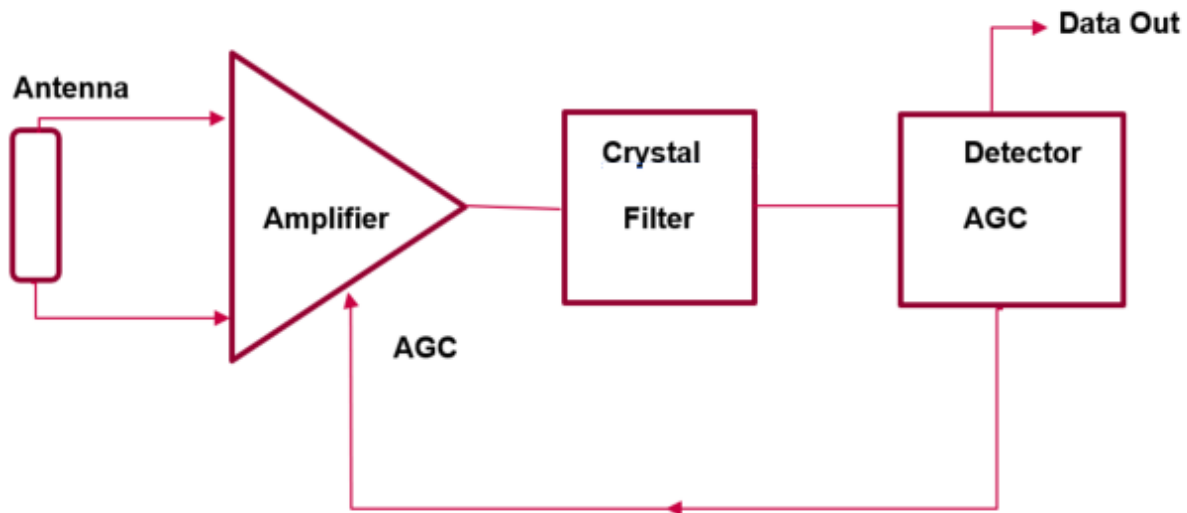 Data Out
Antenna
Crystal
Filter
Detector
AGC
Amplifier
AGC